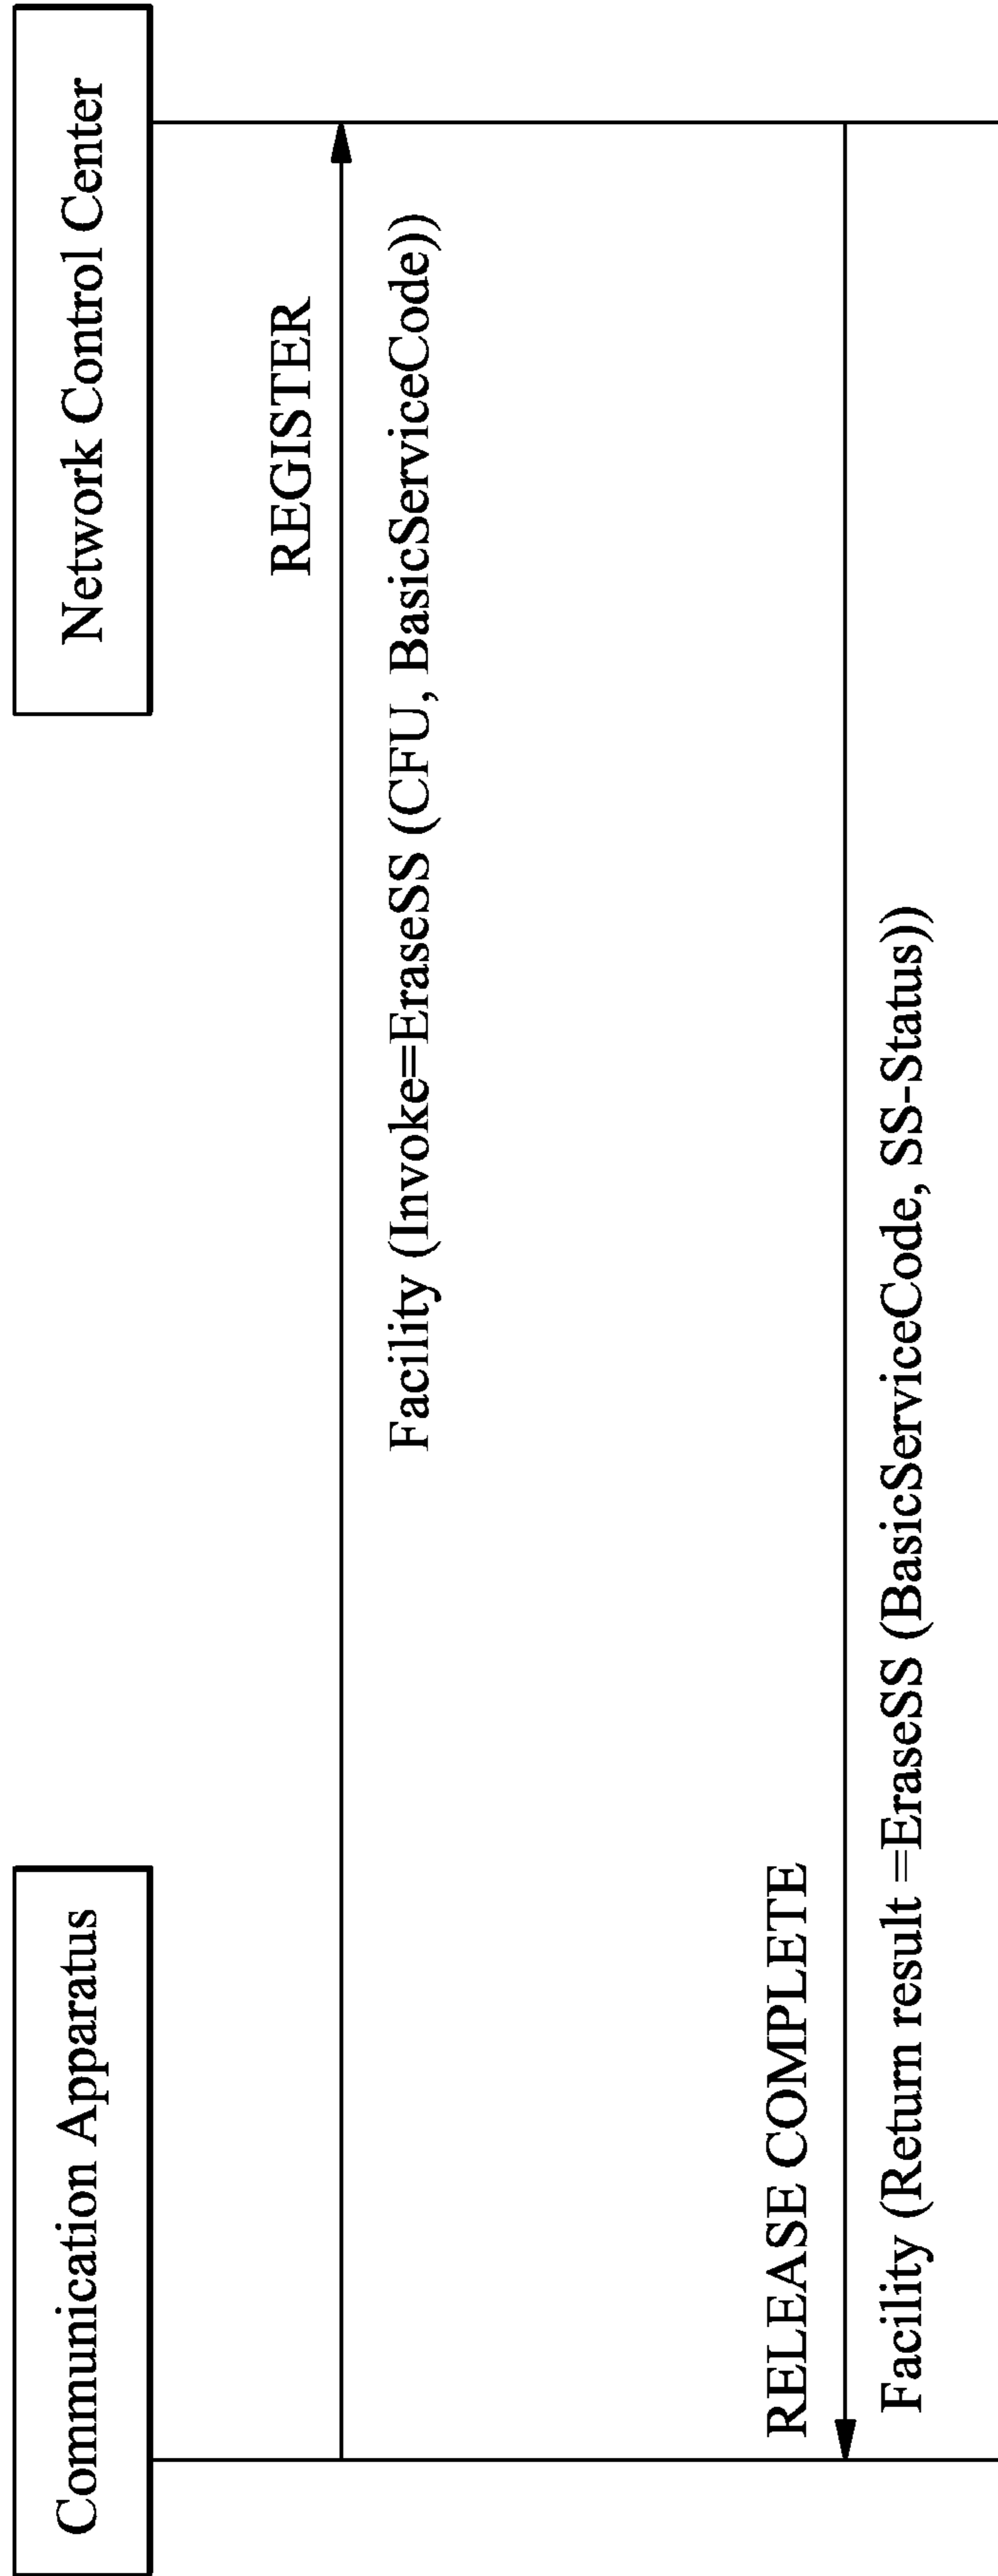 Communication Apparatus
Network Control Center
REGISTER
Facility (Invoke=EraseSS (CFU, BasicServiceCode))
RELEASE COMPLETE
Facility (Return result =EraseSS (BasicServiceCode, SS-Status))